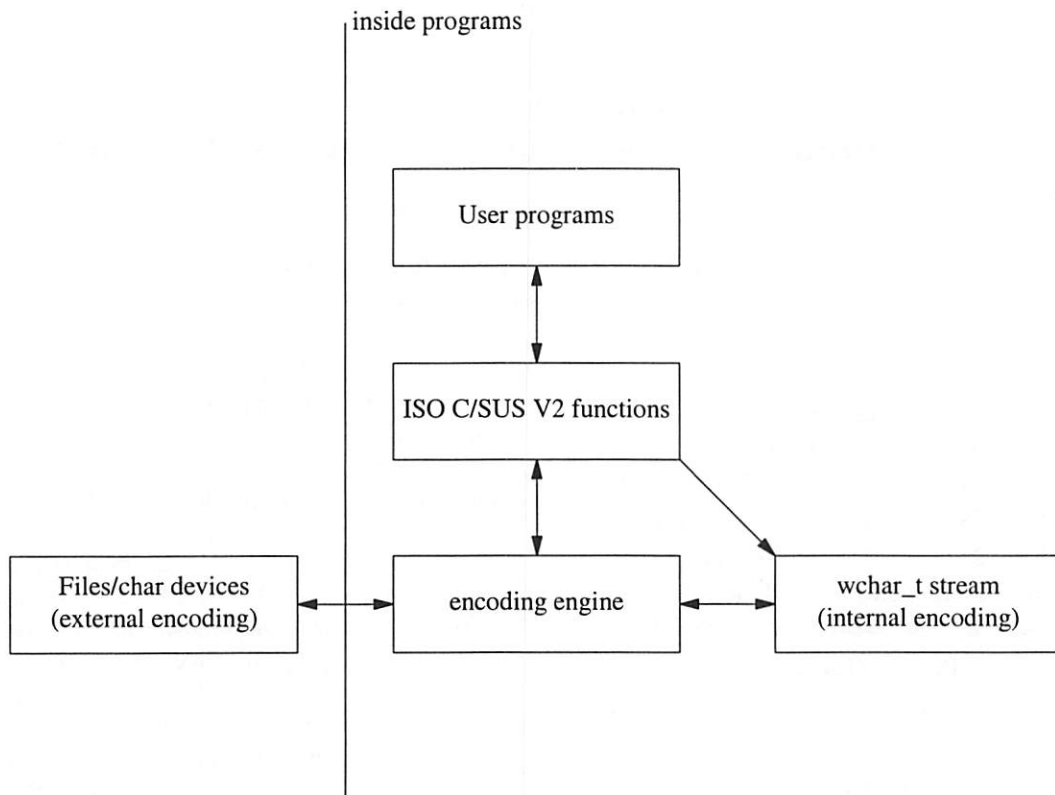 inside programs
User programs
ISO C/SUS V2 functions
Files/char devices
(external encoding)
encoding engine
wchar_t stream
(internal encoding)